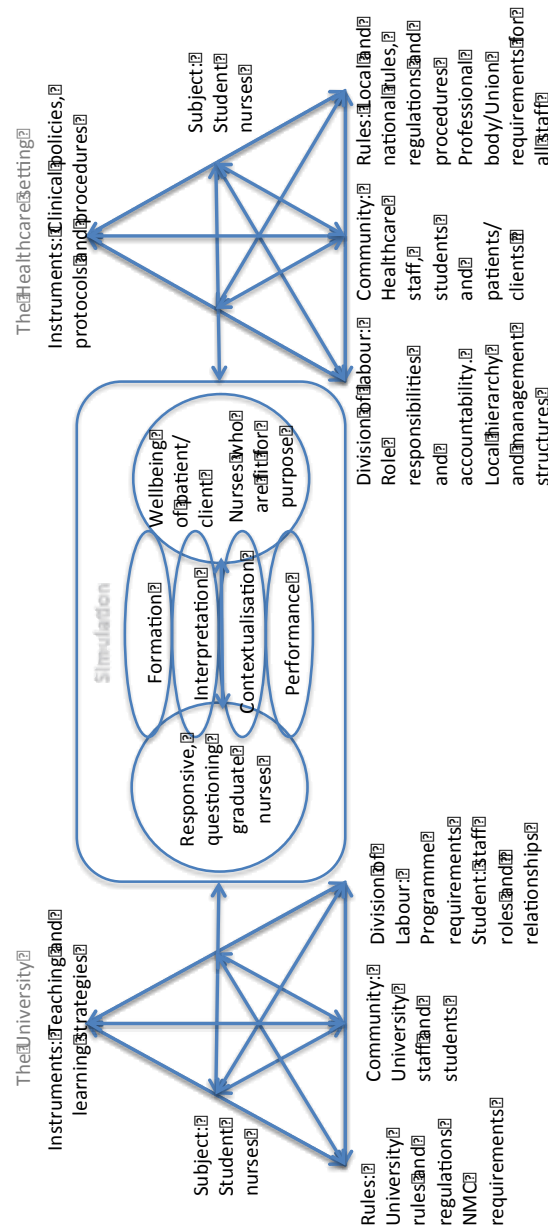 The University
Instruments: Teaching and
learning strategies
Subject:
Student
nurses
Rules:
University
rules and
regulations
NMC
requirements
Community:
University
staff and
students
Division of
Labour:
Programme
requirements
Student: staff
roles and
relationships
Simulation
Responsive,
questioning
graduate
nurses
Formation
Interpretation
Contextualisation
Performance
Wellbeing
of patient/
client
Nurses who
are fit for
purpose
The Healthcare setting
Instruments: Clinical policies,
protocols and procedures
Subject:
Student
nurses
Division of labour:
Role
responsibilities
and
accountability.
Local hierarchy
and management
structures
Community:
Healthcare
staff,
students
and
patients/
clients
Rules: Local and
national rules,
regulations and
procedures
Professional
body/Union
requirements for
all staff